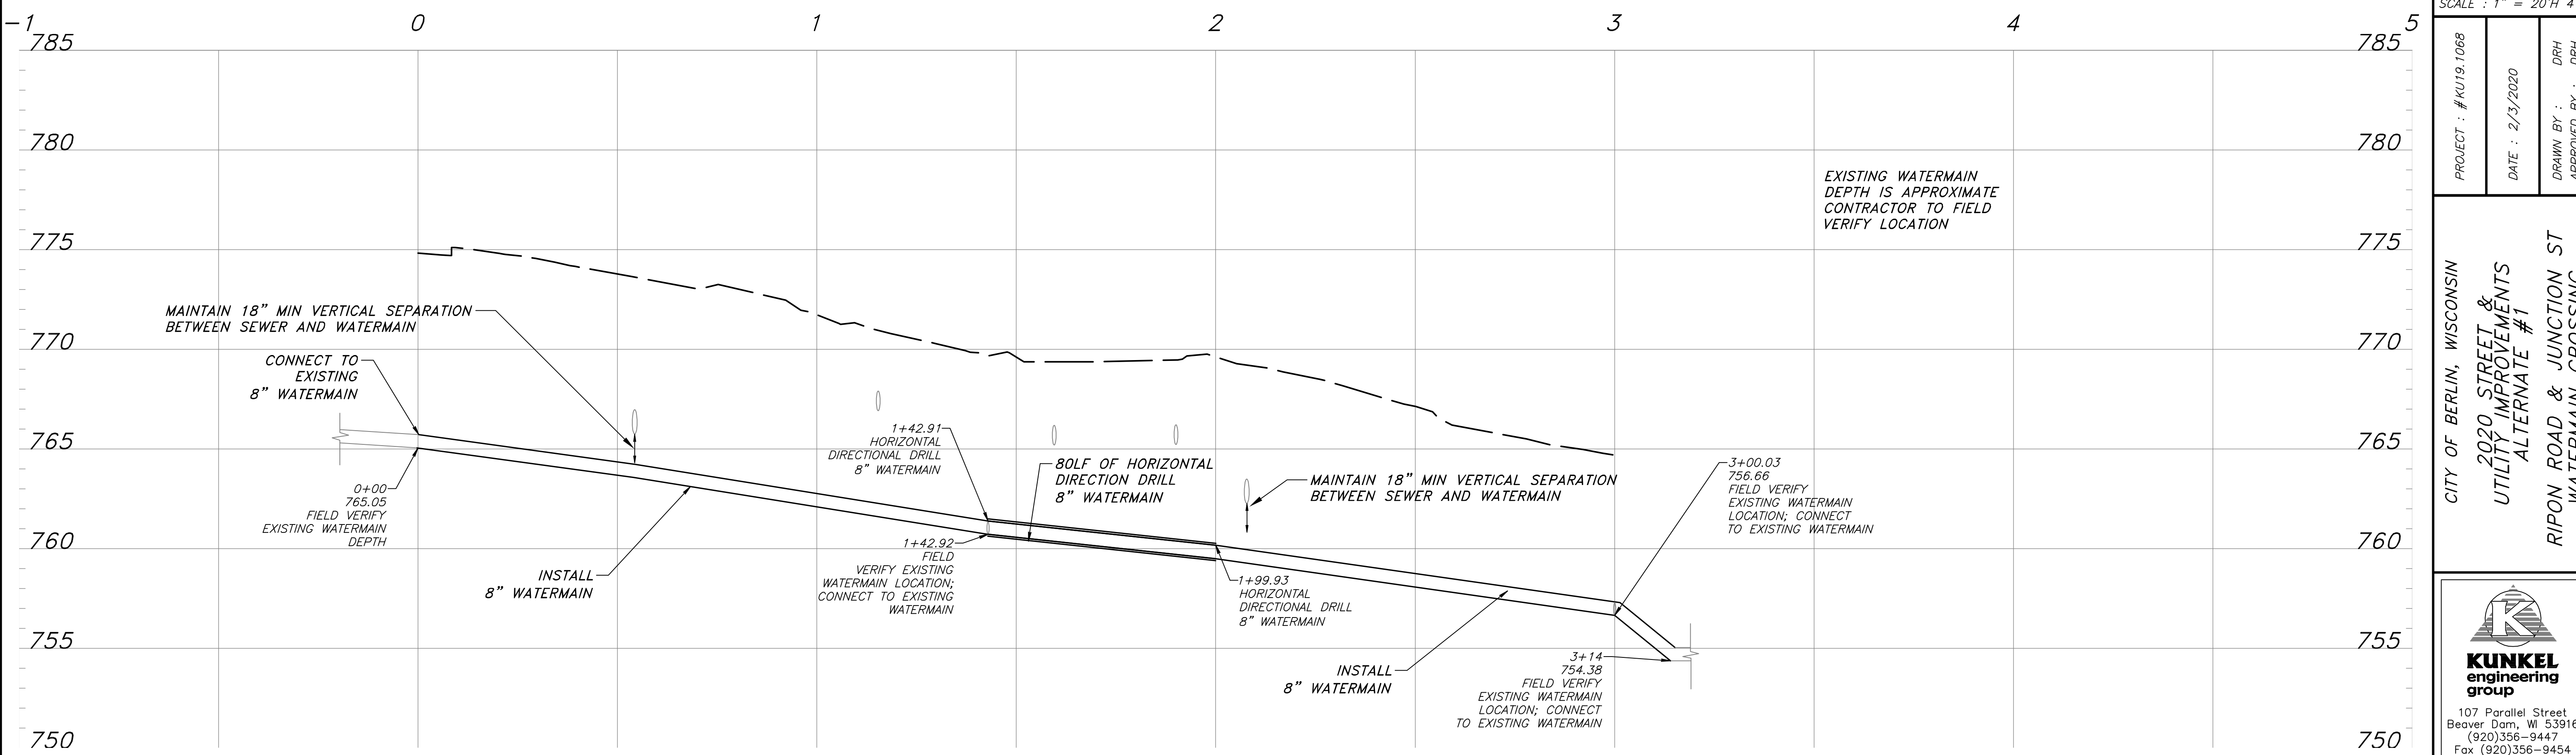 -1 0 1 2 3 4 5
785 785
780 780
775 775
770 770
765 765
760 760
755 755
750 750
MAINTAIN 18" MIN VERTICAL SEPARATION
BETWEEN SEWER AND WATERMAIN
CONNECT TO
EXISTING
8" WATERMAIN
0+00
765.05
FIELD VERIFY
EXISTING WATERMAIN
DEPTH
INSTALL
8" WATERMAIN
1+42.91
HORIZONTAL
DIRECTIONAL DRILL
8" WATERMAIN
1+42.92
FIELD
VERIFY EXISTING
WATERMAIN LOCATION;
CONNECT TO EXISTING
WATERMAIN
80LF OF HORIZONTAL
DIRECTION DRILL
8" WATERMAIN
MAINTAIN 18" MIN VERTICAL SEPARATION
BETWEEN SEWER AND WATERMAIN
1+99.93
HORIZONTAL
DIRECTIONAL DRILL
8" WATERMAIN
INSTALL
8" WATERMAIN
3+00.03
756.66
FIELD VERIFY
EXISTING WATERMAIN
LOCATION; CONNECT
TO EXISTING WATERMAIN
3+14
754.38
FIELD VERIFY
EXISTING WATERMAIN
LOCATION; CONNECT
TO EXISTING WATERMAIN
EXISTING WATERMAIN
DEPTH IS APPROXIMATE
CONTRACTOR TO FIELD
VERIFY LOCATION
SCALE : 1" = 20'H 4
PROJECT : #KU19.1068
DATE : 2/3/2020
DRAWN BY : DRH
APPROVED BY : DRH
CITY OF BERLIN, WISCONSIN
2020 STREET &
UTILITY IMPROVEMENTS
ALTERNATE #1
RIPON ROAD & JUNCTION ST
WATERMAIN CROSSING
K
KUNKEL
engineering
group
107 Parallel Street
Beaver Dam, WI 53916
(920)356-9447
Fax (920)356-9454